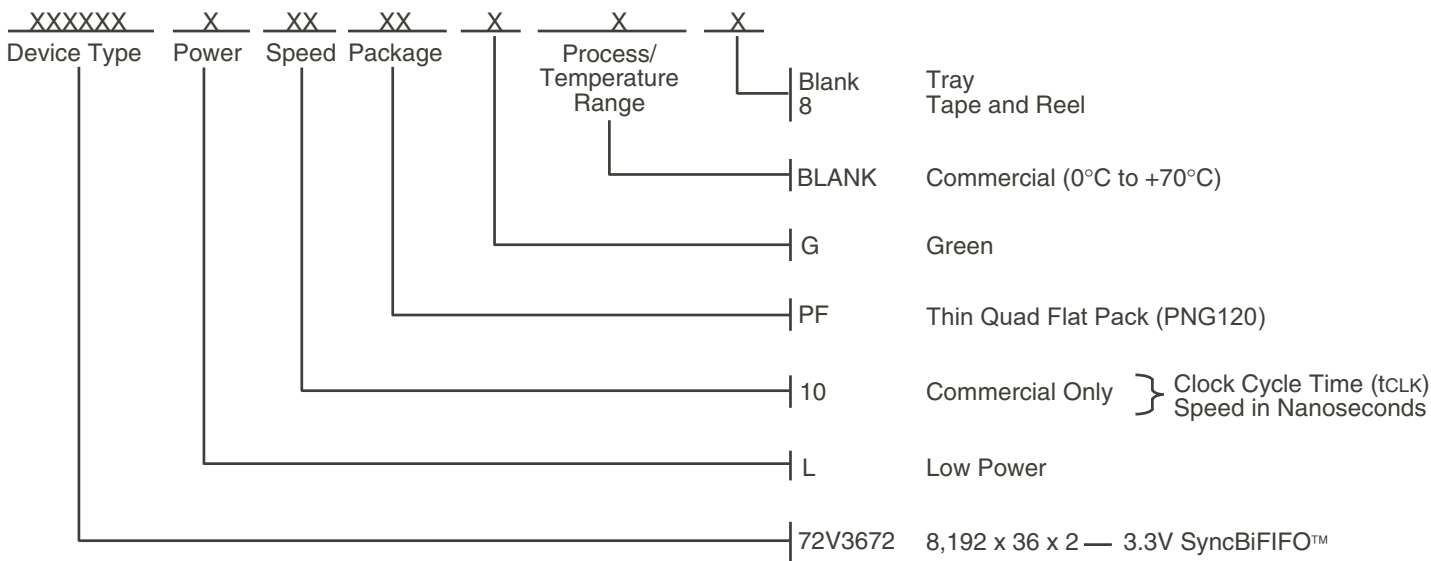 XXXXXX X XX XX X X X
Device Type Power Speed Package Process/
Temperature
Range
Blank Tray
8 Tape and Reel
BLANK Commercial (0°C to +70°C)
G Green
PF Thin Quad Flat Pack (PNG120)
10 Commercial Only } Clock Cycle Time (tCLK)
Speed in Nanoseconds
L Low Power
72V3672 8,192 x 36 x 2 — 3.3V SyncBiFIFO™